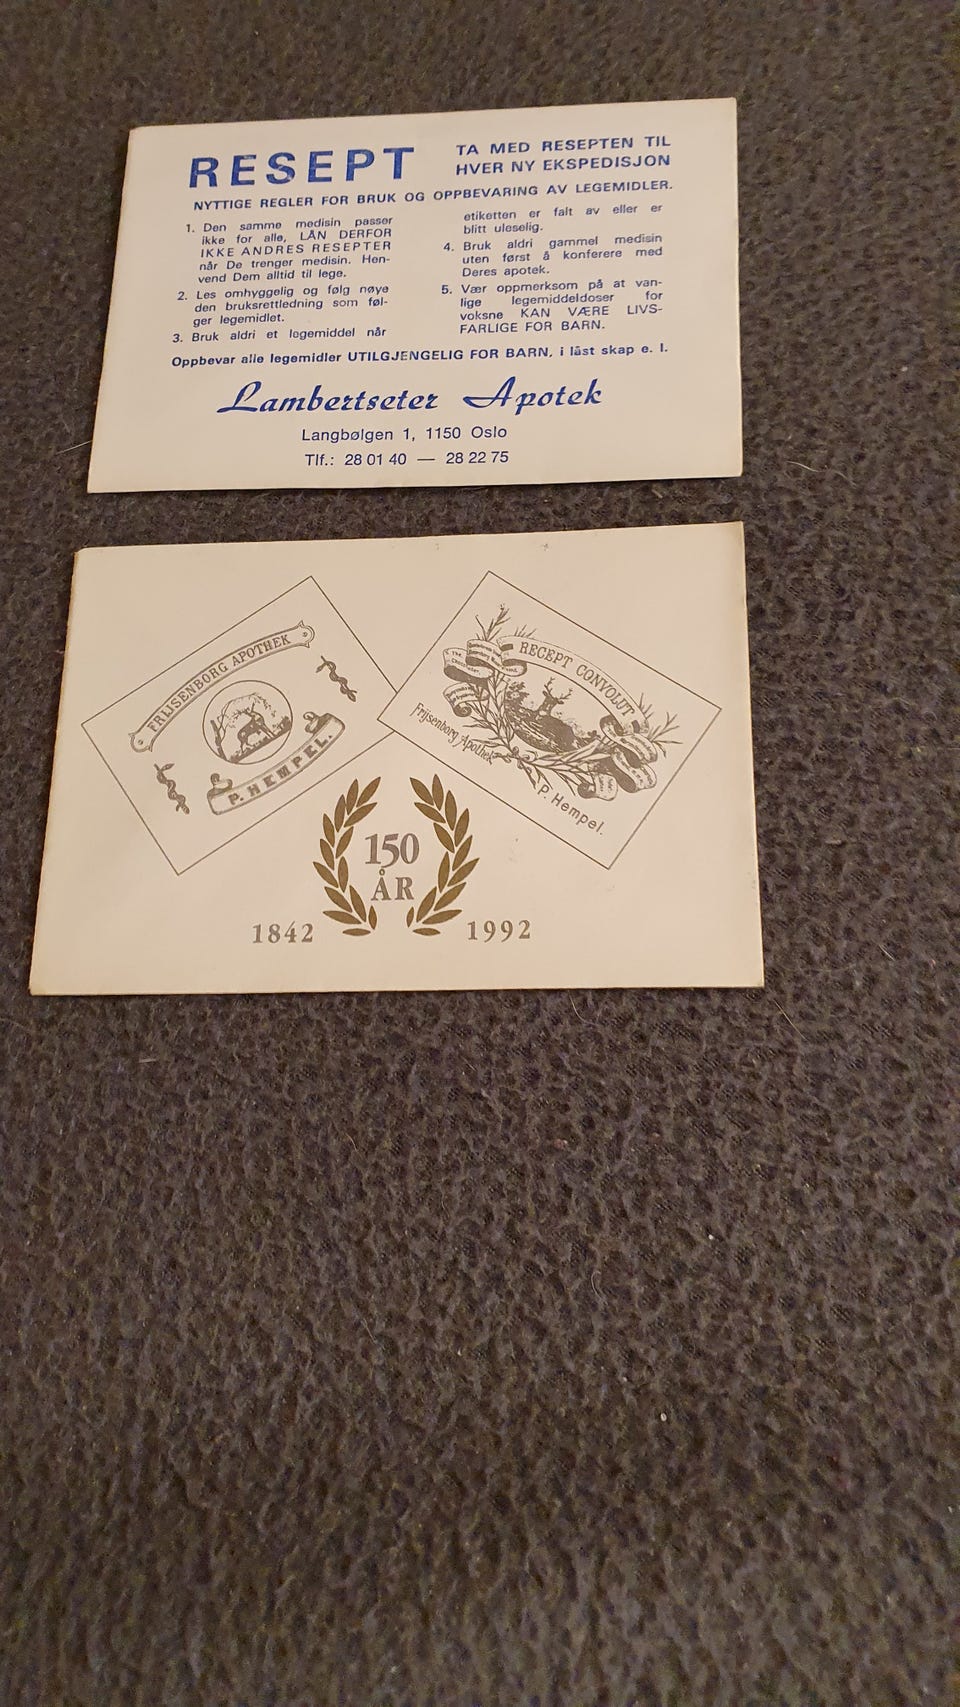 RESEPT
TA MED RESEPTEN TIL
HVER NY EKSPEDISJON
NYTTIGE REGLER FOR BRUK OG OPPBEVARING AV LEGEMIDLER.
1. Den samme medisin passer
ikke for alle, LÅN DERFOR
IKKE ANDRES RESEPTER
når De trenger medisin. Hen-
vend Dem alltid til lege.
2. Les omhyggelig og følg nøye
den bruksrettledning som føl-
ger legemidlet.
3. Bruk aldri et legemiddel når
etiketten er falt av eller er
blitt uleselig.
4. Bruk aldri gammel medisin
uten først å konferere med
Deres apotek.
5. Vær oppmerksom på at van-
lige legemiddeldoser for
voksne KAN VÆRE LIVS-
FARLIGE FOR BARN.
Oppbevar alle legemidler UTILGJENGELIG FOR BARN, i låst skap e. l.
Lambertseter Apotek
Langbølgen 1, 1150 Oslo
Tlf.: 28 01 40 — 28 22 75
FRIJSENBORG APOTHEK
P. HEMPEL.
RECEPT CONVOLUT
Frijsenborg Apothek
P. Hempel.
150
ÅR
1842
1992